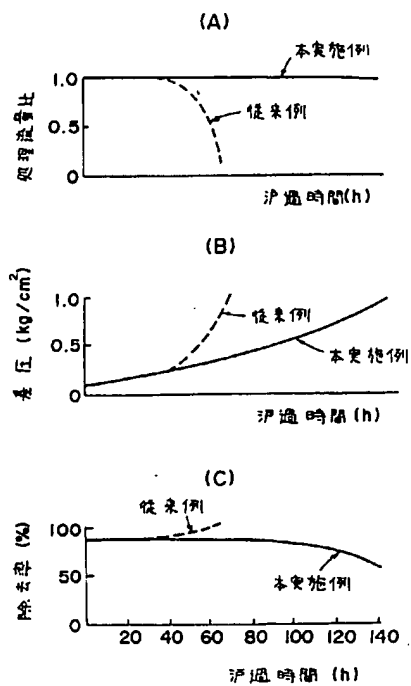 (A)
本実施例
1.0
従来例
0.5
処理流量比
0
沪過時間(h)
(B)
1.0
従来例
0.5
本実施例
差圧 (kg/cm²)
0
沪過時間(h)
(C)
従来例
100
50
本実施例
除去率 (%)
0
20 40 60 80 100 120 140
沪過時間 (h)